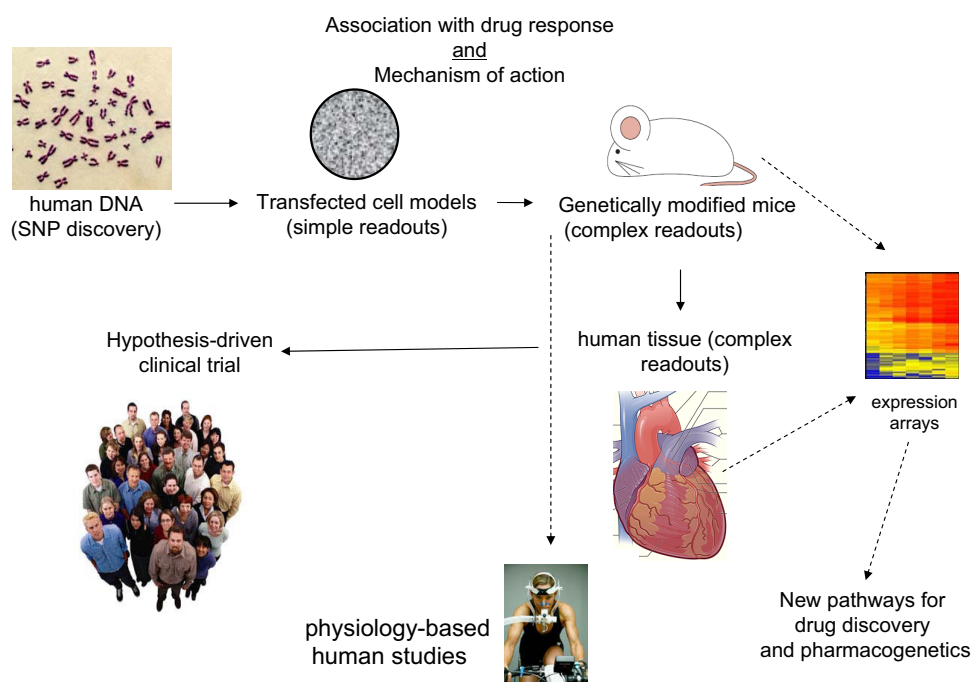 Association with drug response
and
Mechanism of action
human DNA
(SNP discovery)
Transfected cell models
(simple readouts)
Genetically modified mice
(complex readouts)
Hypothesis-driven
clinical trial
human tissue (complex
readouts)
expression
arrays
physiology-based
human studies
New pathways for
drug discovery
and pharmacogenetics